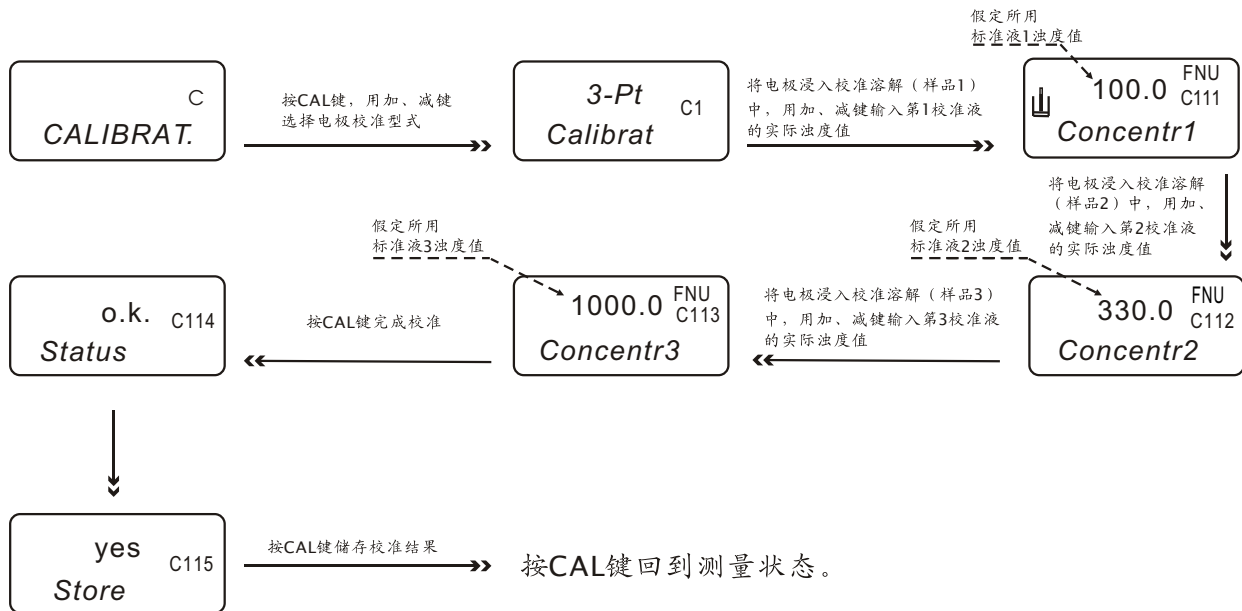 C
CALIBRAT.
按CAL键，用加、减键
选择电极校准型式
3-Pt
C1
Calibrat
将电极浸入校准溶解（样品1）
中，用加、减键输入第1校准液
的实际浊度值
假定所用
标准液1浊度值
100.0 FNU
C111
Concentr1
将电极浸入校准溶解
（样品2）中，用加、
减键输入第2校准液
的实际浊度值
假定所用
标准液2浊度值
330.0 FNU
C112
Concentr2
将电极浸入校准溶解（样品3）
中，用加、减键输入第3校准液
的实际浊度值
假定所用
标准液3浊度值
1000.0 FNU
C113
Concentr3
按CAL键完成校准
o.k. C114
Status
yes
C115
Store
按CAL键储存校准结果
按CAL键回到测量状态。